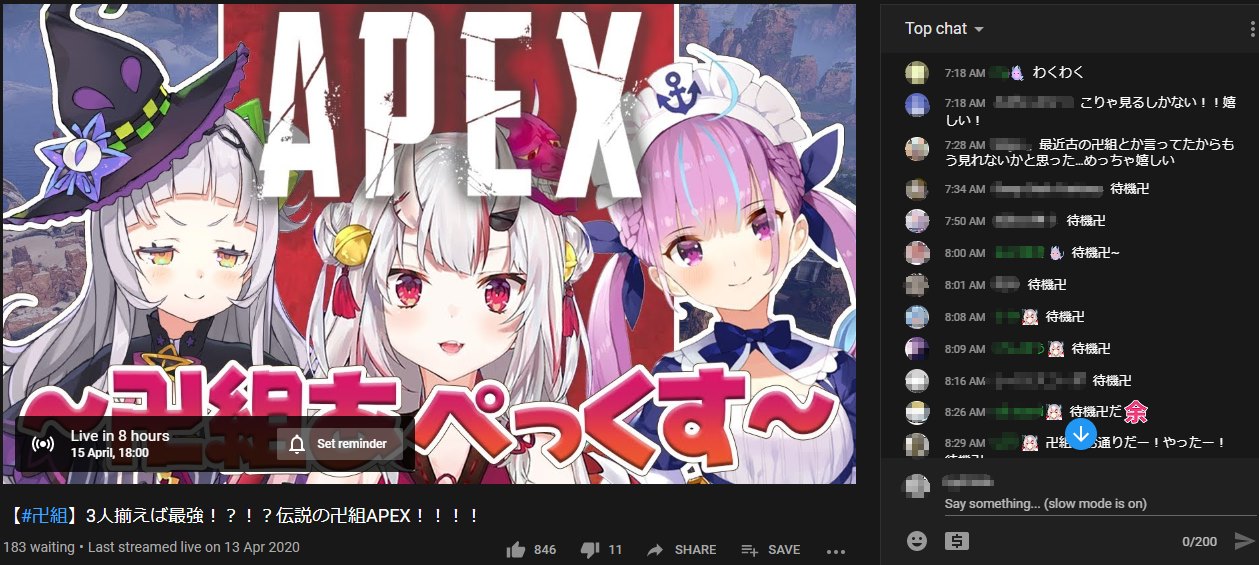 APEX
~卍組あぺっくす~
Live in 8 hours
15 April, 18:00
Set reminder
【#卍組】3人揃えば最強！？！？伝説の卍組APEX！！！！
183 waiting • Last streamed live on 13 Apr 2020
846
11
SHARE
SAVE
Top chat
7:18 AM わくわく
7:18 AM こりゃ見るしかない！！嬉
しい！
7:28 AM 最近古の卍組とか言ってたからも
う見れないかと思った...めっちゃ嬉しい
7:34 AM 待機卍
7:50 AM 待機卍
8:00 AM 待機卍~
8:01 AM 待機卍
8:08 AM 待機卍
8:09 AM 待機卍
8:16 AM 待機卍
8:26 AM 待機卍だ 余
8:29 AM 卍組 通りだー！やったー！
Say something... (slow mode is on)
0/200